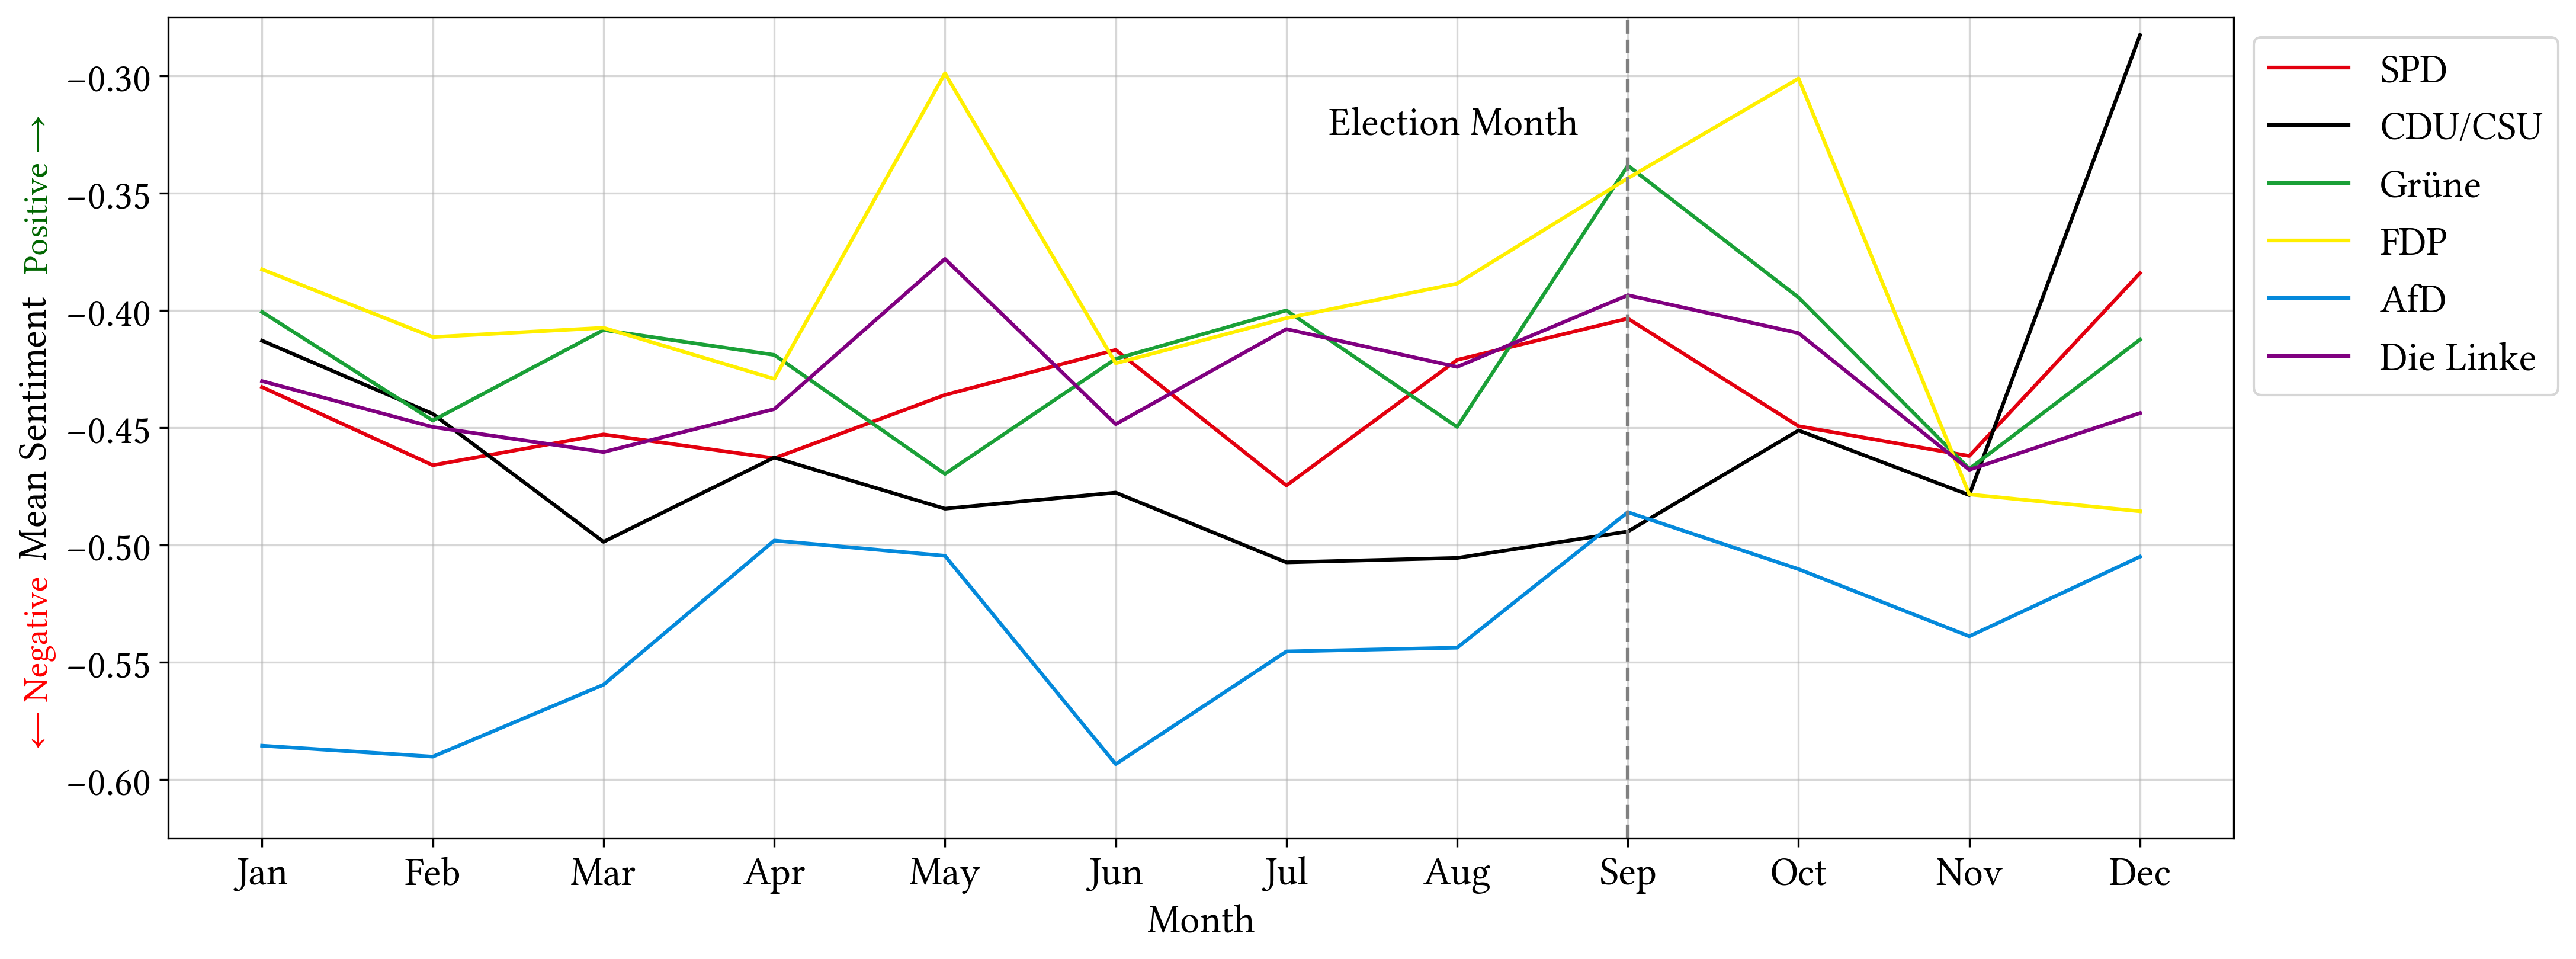 ← Negative Mean Sentiment Positive →
−0.30
−0.35
−0.40
−0.45
−0.50
−0.55
−0.60
Election Month
Jan Feb Mar Apr May Jun Jul Aug Sep Oct Nov Dec
Month
SPD
CDU/CSU
Grüne
FDP
AfD
Die Linke